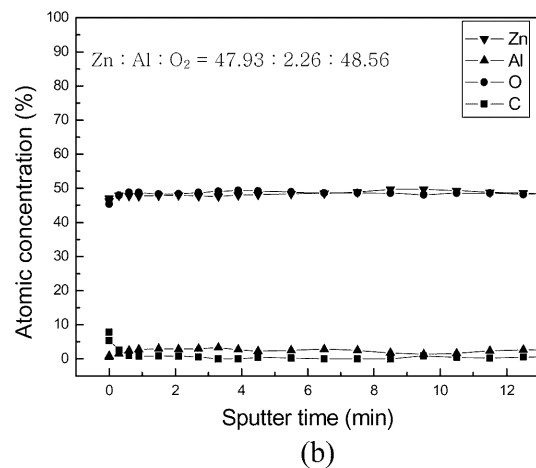 100
90
80
70
60
50
40
30
20
10
0
Atomic concentration (%)
Zn : Al : O₂ = 47.93 : 2.26 : 48.56
Zn
Al
O
C
0 2 4 6 8 10 12
Sputter time (min)
(b)